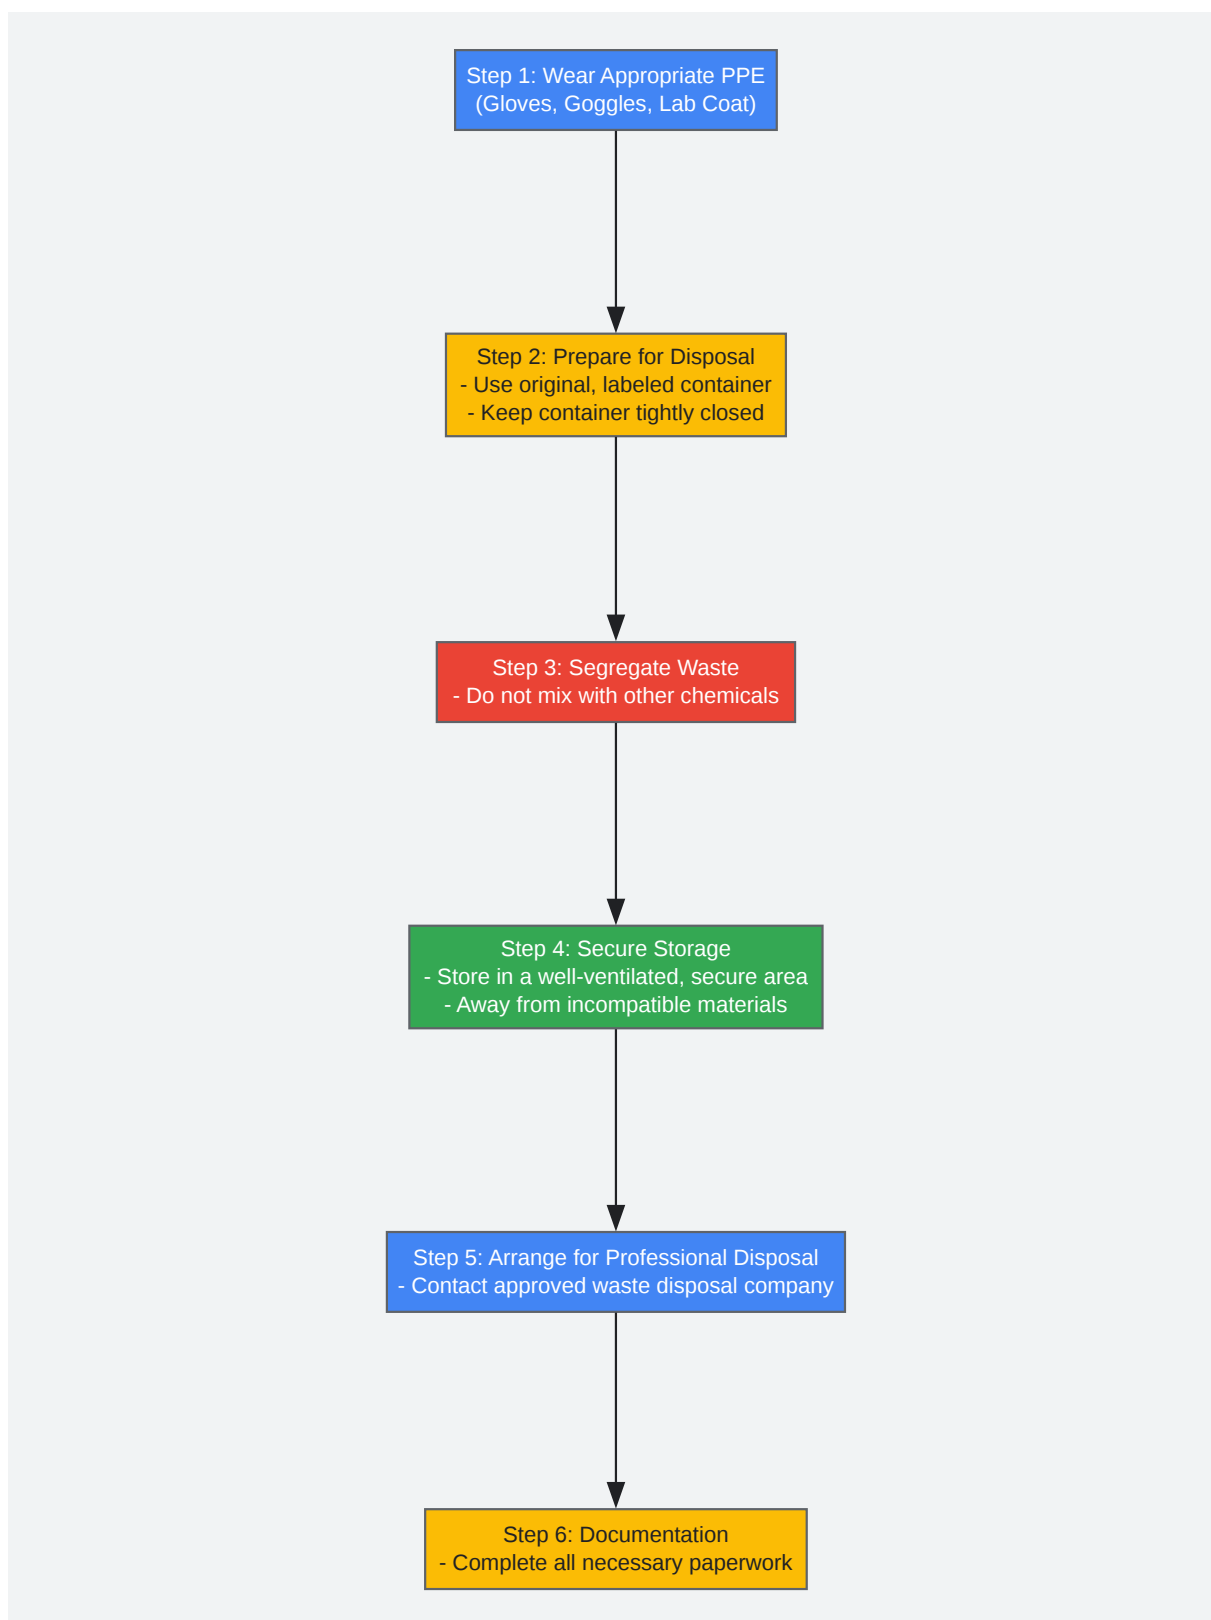 Step 1: Wear Appropriate PPE
(Gloves, Goggles, Lab Coat)
Step 2: Prepare for Disposal
- Use original, labeled container
- Keep container tightly closed
Step 3: Segregate Waste
- Do not mix with other chemicals
Step 4: Secure Storage
- Store in a well-ventilated, secure area
- Away from incompatible materials
Step 5: Arrange for Professional Disposal
- Contact approved waste disposal company
Step 6: Documentation
- Complete all necessary paperwork